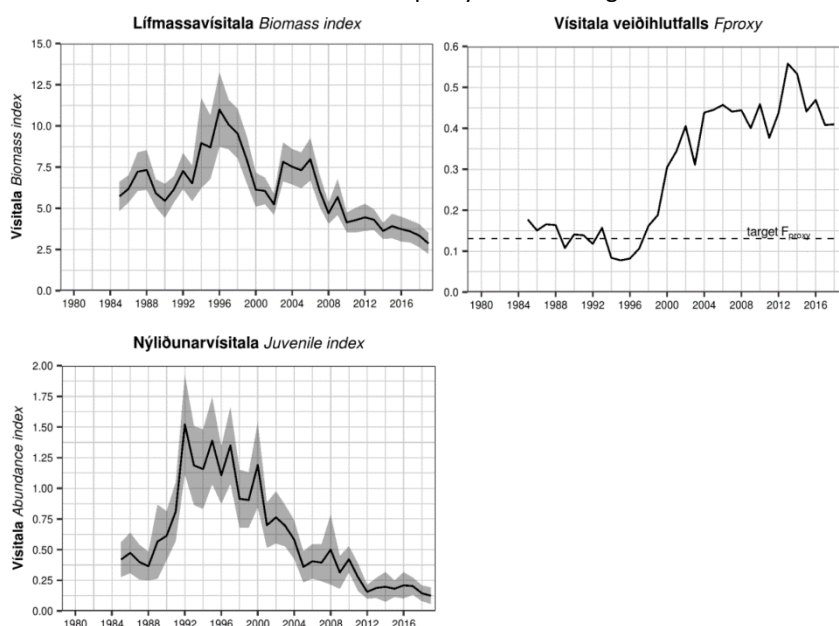 Lífmassavísitala Biomass index
Vísitala Biomass index
15.0
12.5
10.0
7.5
5.0
2.5
0.0
1980 1984 1988 1992 1996 2000 2004 2008 2012 2016
Vísitala veiðihlutfalls Fproxy
0.6
0.5
0.4
0.3
0.2
0.1
0.0
target Fproxy
1980 1984 1988 1992 1996 2000 2004 2008 2012 2016
Nýliðunarvísitala Juvenile index
Vísitala Abundance index
2.00
1.75
1.50
1.25
1.00
0.75
0.50
0.25
0.00
1980 1984 1988 1992 1996 2000 2004 2008 2012 2016